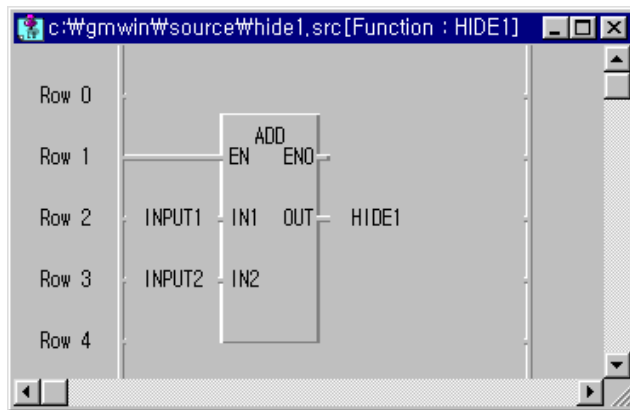 c:₩gmwin₩source₩hide1.src[Function : HIDE1]
Row 0
ADD
Row 1 EN ENO
Row 2 INPUT1 IN1 OUT HIDE1
Row 3 INPUT2 IN2
Row 4